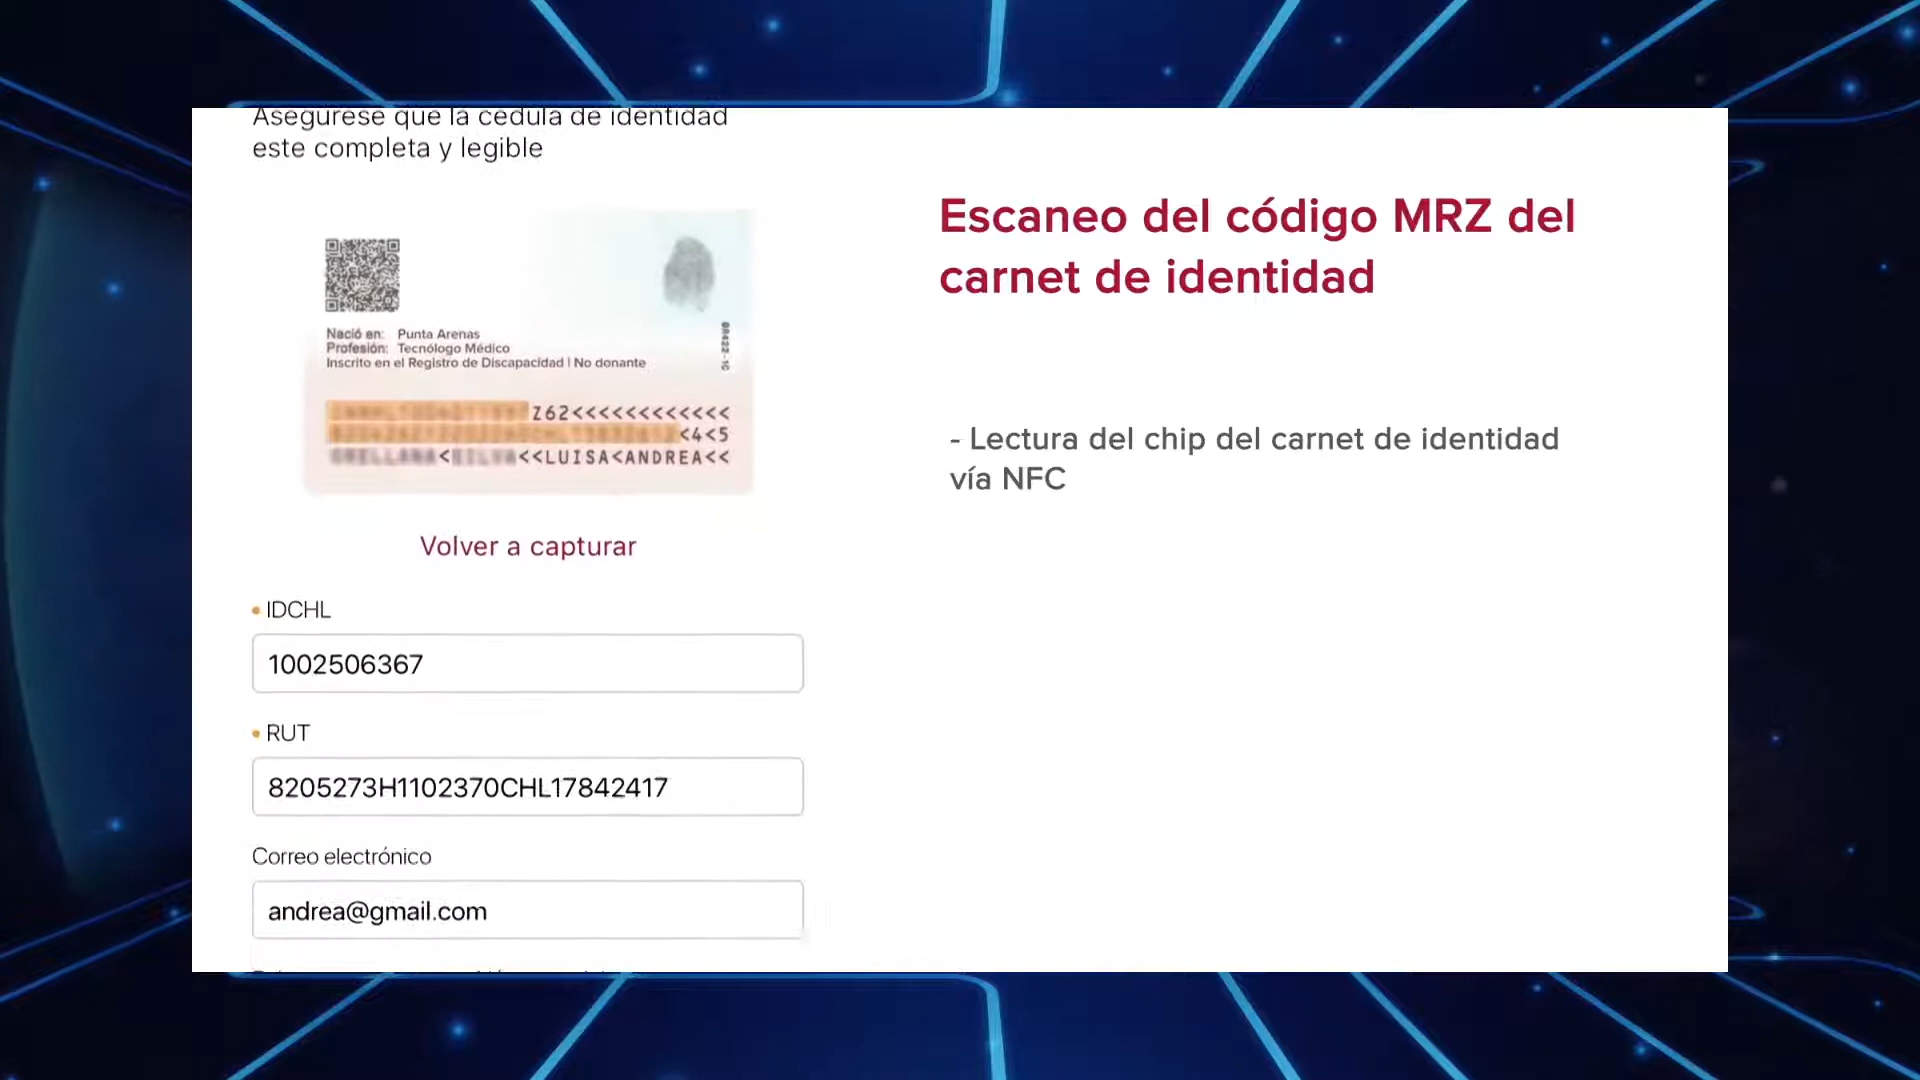 Asegúrese que la cédula de identidad
este completa y legible
Nació en: Punta Arenas
Profesión: Tecnólogo Médico
Inscrito en el Registro de Discapacidad | No donante
Z62<<<<<<<<<<<<
<4<5
<<<LUISA<ANDREA<<
Volver a capturar
IDCHL
1002506367
RUT
8205273H1102370CHL17842417
Correo electrónico
andrea@gmail.com
Escaneo del código MRZ del
carnet de identidad
- Lectura del chip del carnet de identidad
vía NFC